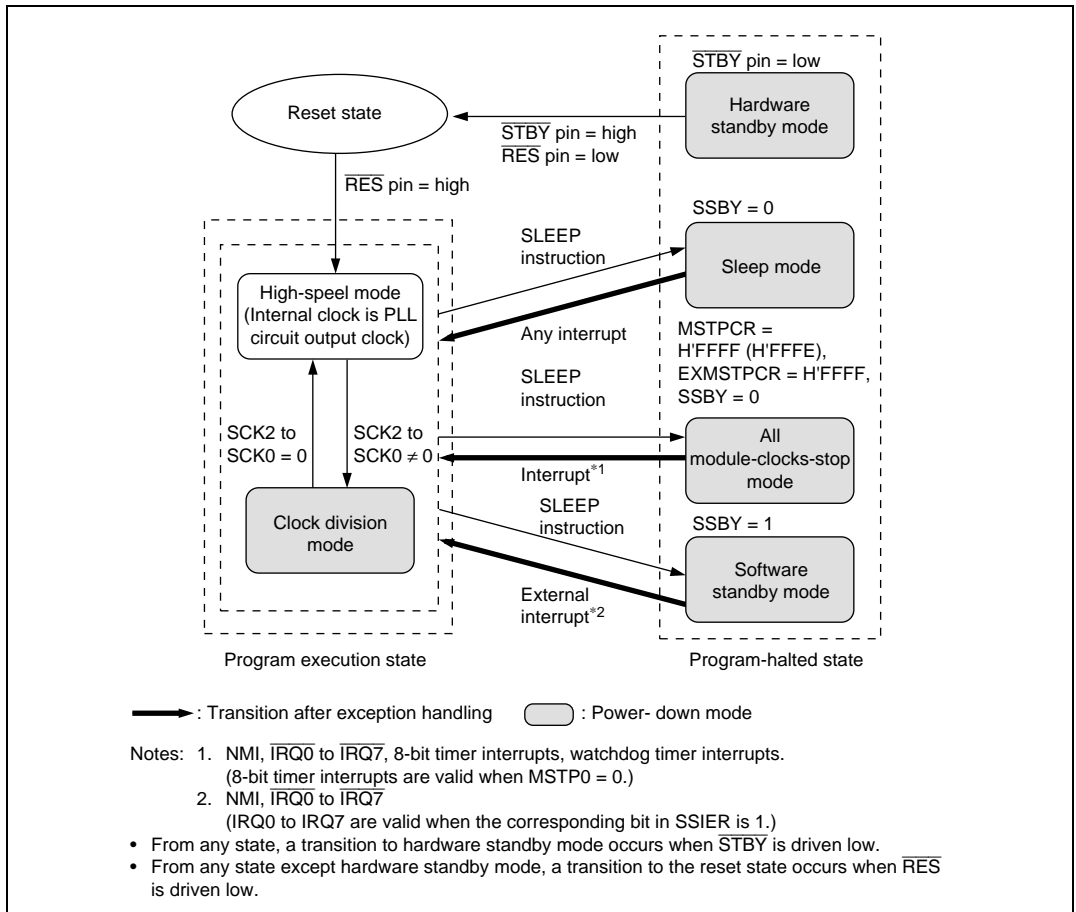 STBY pin = low
Hardware
standby mode
Reset state
STBY pin = high
RES pin = low
RES pin = high
SSBY = 0
SLEEP
instruction
Sleep mode
High-speel mode
(Internal clock is PLL
circuit output clock)
Any interrupt
MSTPCR =
H'FFFF (H'FFFE),
EXMSTPCR = H'FFFF,
SSBY = 0
SLEEP
instruction
SCK2 to
SCK0 = 0
SCK2 to
SCK0 ≠ 0
All
module-clocks-stop
mode
Interrupt*1
SLEEP
instruction
SSBY = 1
Clock division
mode
Software
standby mode
External
interrupt*2
Program execution state
Program-halted state
: Transition after exception handling
: Power- down mode
Notes: 1. NMI, IRQ0 to IRQ7, 8-bit timer interrupts, watchdog timer interrupts.
(8-bit timer interrupts are valid when MSTP0 = 0.)
2. NMI, IRQ0 to IRQ7
(IRQ0 to IRQ7 are valid when the corresponding bit in SSIER is 1.)
• From any state, a transition to hardware standby mode occurs when STBY is driven low.
• From any state except hardware standby mode, a transition to the reset state occurs when RES
is driven low.